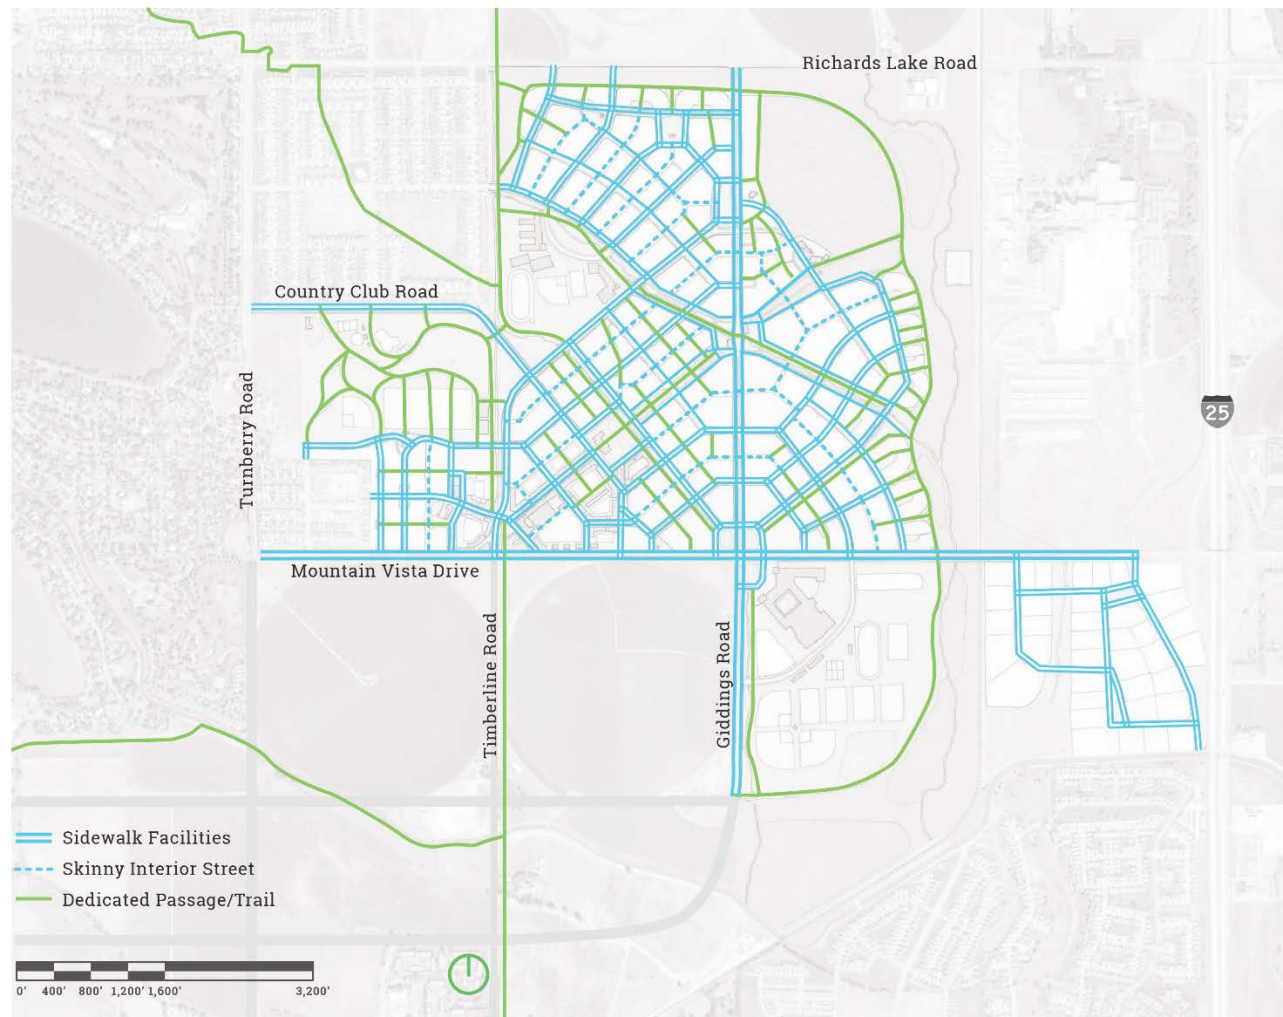 Richards Lake Road
Country Club Road
Turnberry Road
25
Mountain Vista Drive
Timberline Road
Giddings Road
Sidewalk Facilities
Skinny Interior Street
Dedicated Passage/Trail
0' 400' 800' 1,200' 1,600' 3,200'